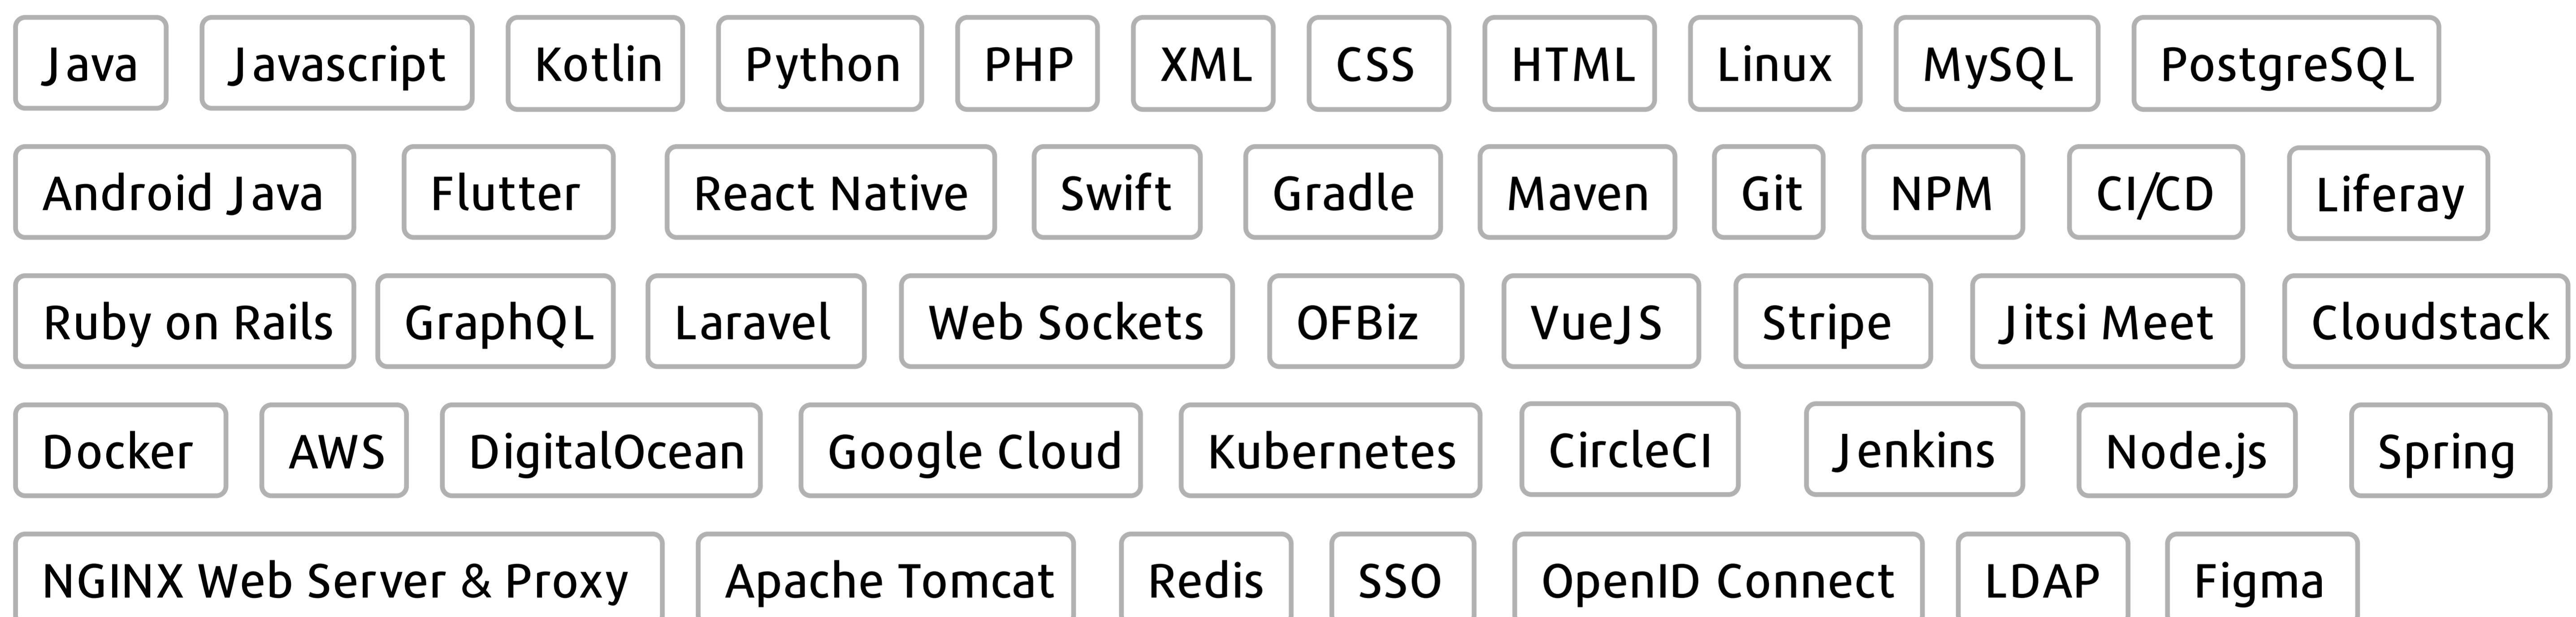 Java Javascript Kotlin Python PHP XML CSS HTML Linux MySQL PostgreSQL
Android Java Flutter React Native Swift Gradle Maven Git NPM CI/CD Liferay
Ruby on Rails GraphQL Laravel Web Sockets OFBiz VueJS Stripe Jitsi Meet Cloudstack
Docker AWS DigitalOcean Google Cloud Kubernetes CircleCI Jenkins Node.js Spring
NGINX Web Server & Proxy Apache Tomcat Redis SSO OpenID Connect LDAP Figma